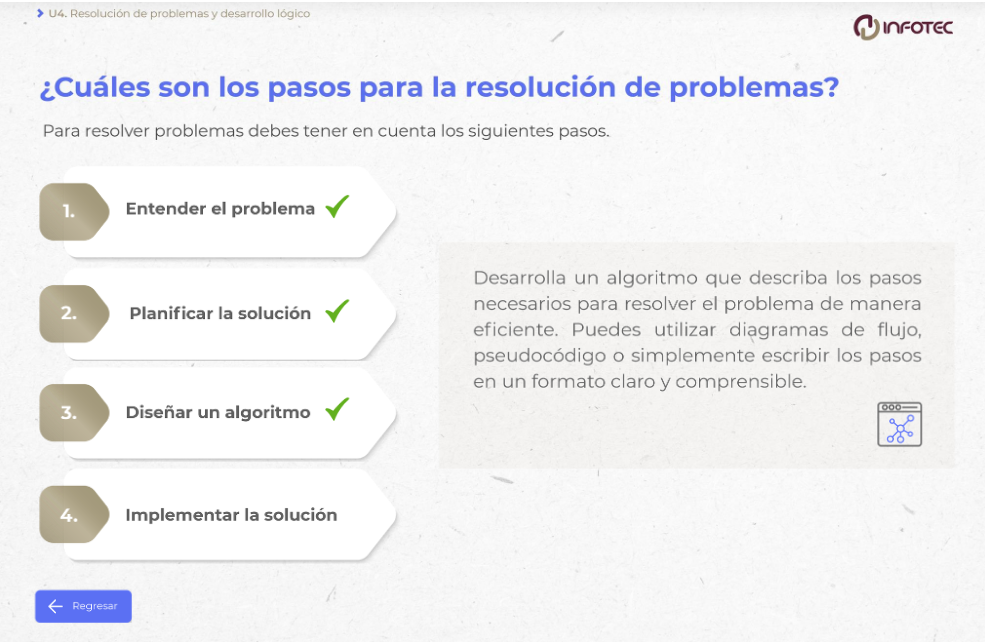 U4. Resolución de problemas y desarrollo lógico
INFOTEC
¿Cuáles son los pasos para la resolución de problemas?
Para resolver problemas debes tener en cuenta los siguientes pasos.
1. Entender el problema
2. Planificar la solución
3. Diseñar un algoritmo
4. Implementar la solución
Desarrolla un algoritmo que describa los pasos
necesarios para resolver el problema de manera
eficiente. Puedes utilizar diagramas de flujo,
pseudocódigo o simplemente escribir los pasos
en un formato claro y comprensible.
Regresar